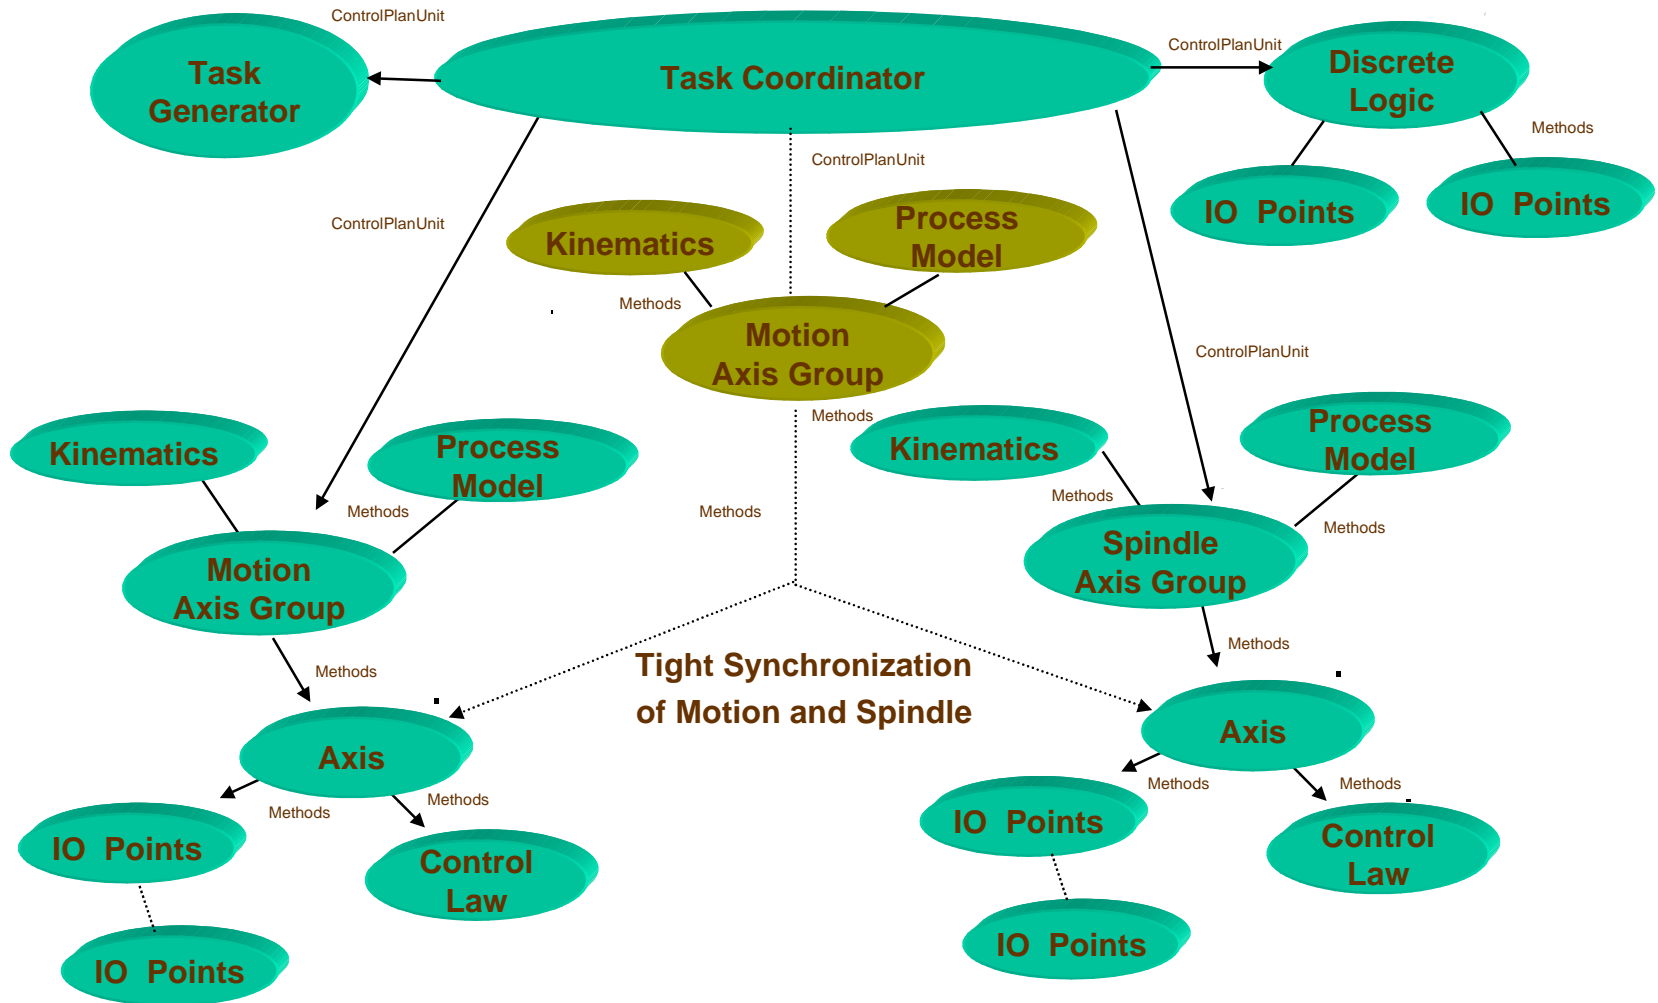 ControlPlanUnit
Task
Generator
Task Coordinator
ControlPlanUnit
Discrete
Logic
Methods
IO Points
IO Points
ControlPlanUnit
ControlPlanUnit
Kinematics
Process
Model
Methods
Motion
Axis Group
Methods
ControlPlanUnit
Kinematics
Process
Model
Methods
Motion
Axis Group
Methods
Kinematics
Process
Model
Methods
Methods
Spindle
Axis Group
Methods
Methods
Tight Synchronization
of Motion and Spindle
Axis
Methods
Methods
IO Points
Control
Law
IO Points
Axis
Methods
Methods
IO Points
Control
Law
IO Points